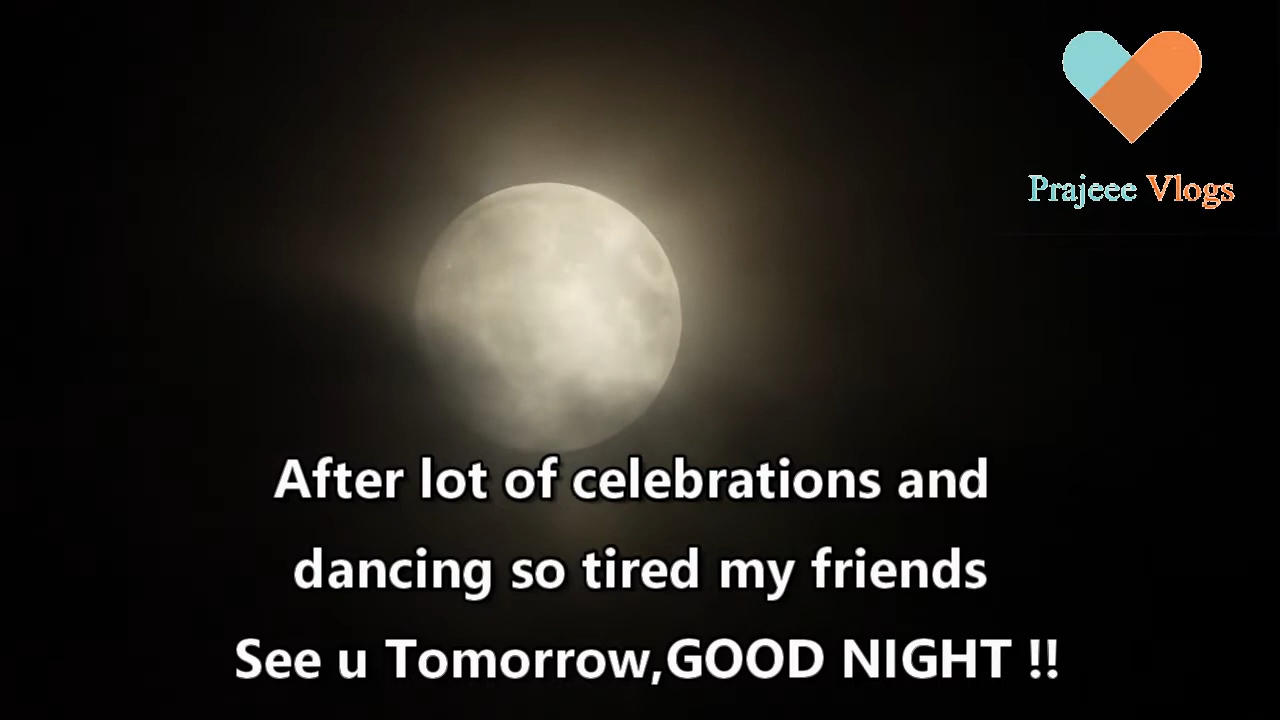 Prajeee Vlogs
After lot of celebrations and
dancing so tired my friends
See u Tomorrow,GOOD NIGHT !!